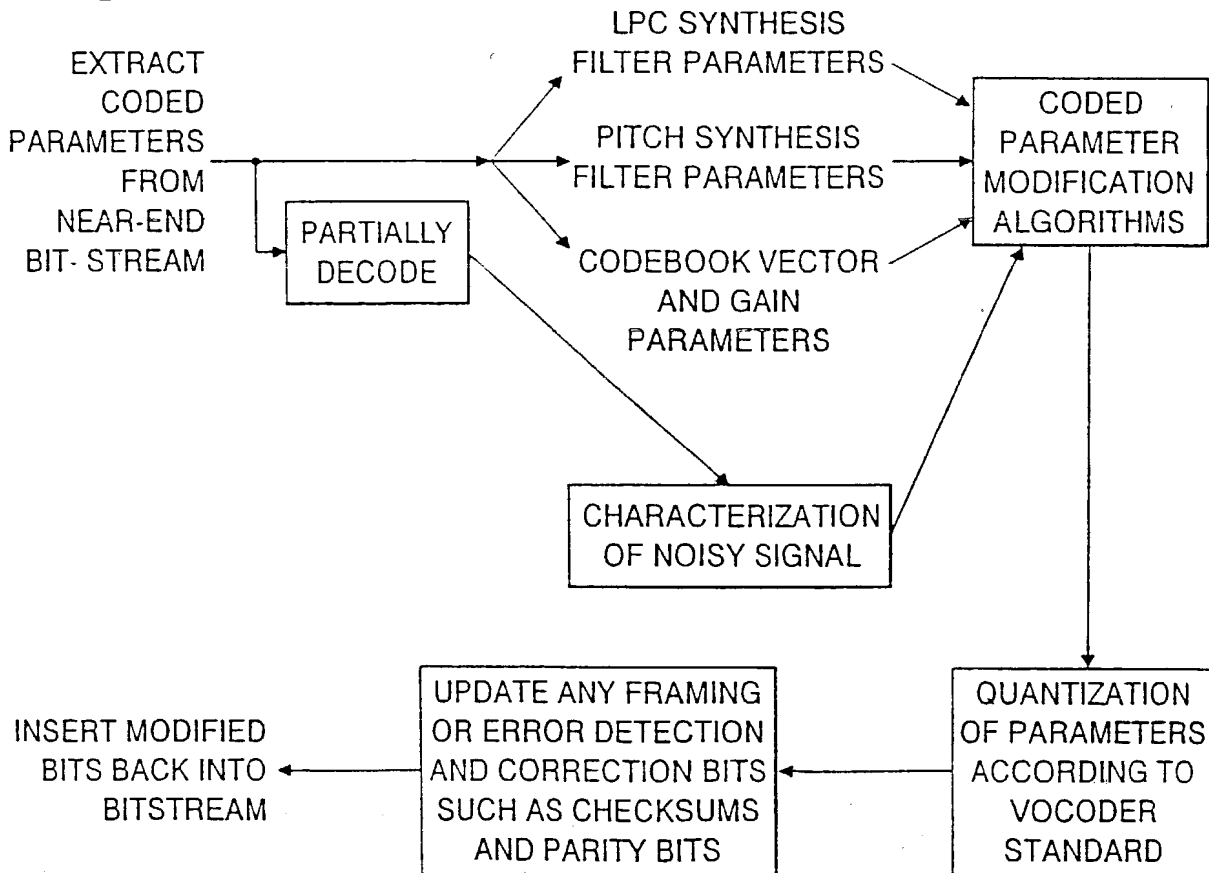 EXTRACT
CODED
PARAMETERS
FROM
NEAR-END
BIT- STREAM
PARTIALLY
DECODE
LPC SYNTHESIS
FILTER PARAMETERS
PITCH SYNTHESIS
FILTER PARAMETERS
CODEBOOK VECTOR
AND GAIN
PARAMETERS
CODED
PARAMETER
MODIFICATION
ALGORITHMS
CHARACTERIZATION
OF NOISY SIGNAL
QUANTIZATION
OF PARAMETERS
ACCORDING TO
VOCODER
STANDARD
UPDATE ANY FRAMING
OR ERROR DETECTION
AND CORRECTION BITS
SUCH AS CHECKSUMS
AND PARITY BITS
INSERT MODIFIED
BITS BACK INTO
BITSTREAM